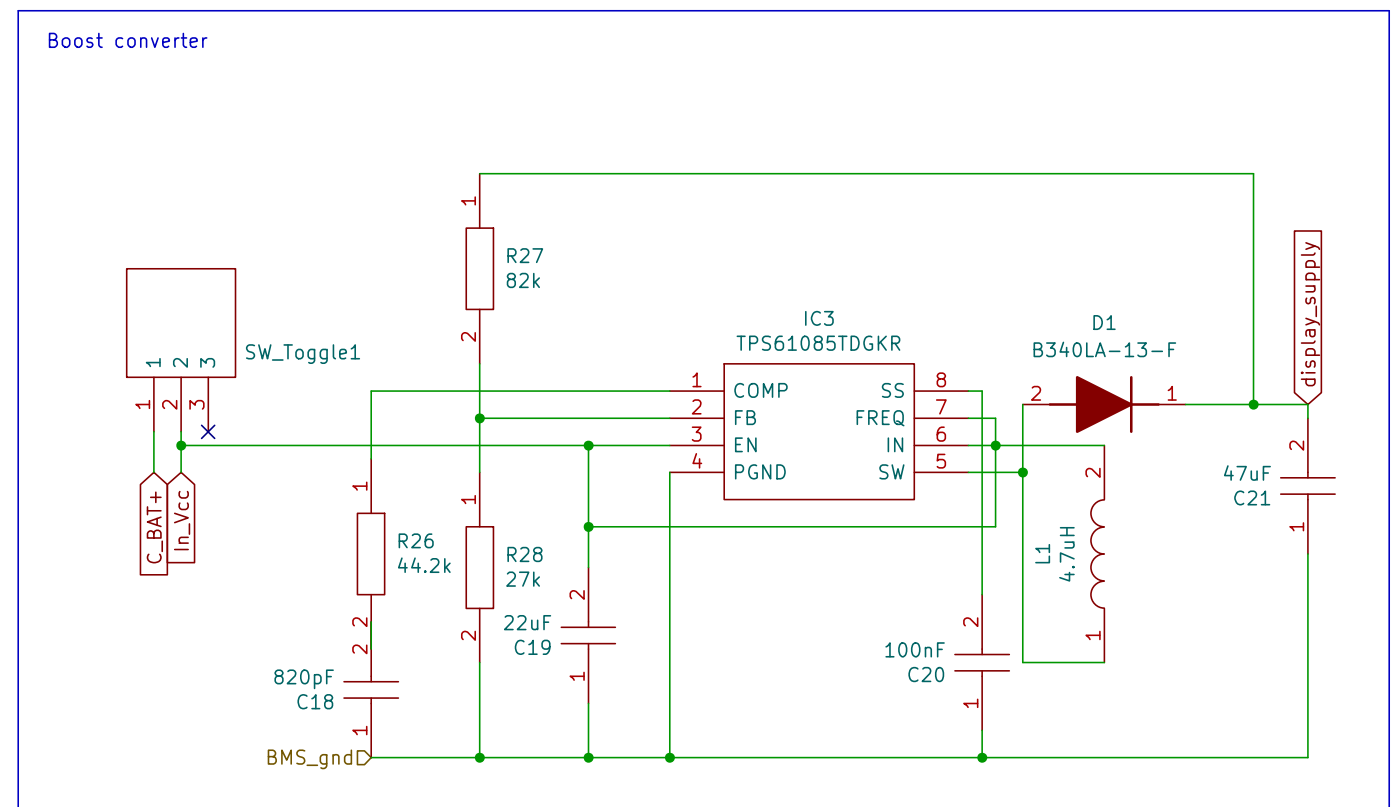 Boost converter
1
R27
82k
2
SW_Toggle1
1
2
3
1
2
3
C_BAT+
In_Vcc
IC3
TPS61085TDGKR
1
COMP
2
FB
3
EN
4
PGND
SS
8
FREQ
7
IN
6
SW
5
D1
B340LA-13-F
2
1
display_supply
2
47uF
C21
1
1
R26
44.2k
2
2
820pF
C18
1
BMS_gnd
1
R28
27k
2
2
22uF
C19
1
2
100nF
C20
1
2
L1
4.7uH
1